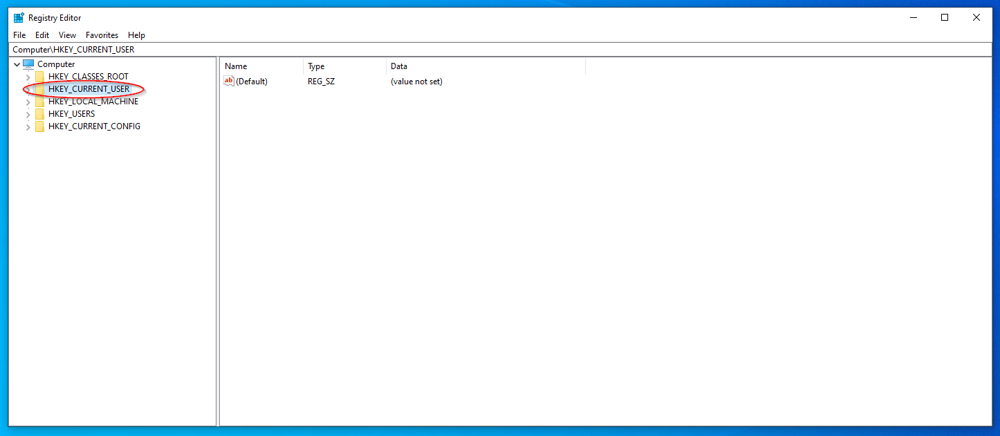 Registry Editor
File Edit View Favorites Help
Computer\HKEY_CURRENT_USER
Computer
HKEY_CLASSES_ROOT
HKEY_CURRENT_USER
HKEY_LOCAL_MACHINE
HKEY_USERS
HKEY_CURRENT_CONFIG
Name Type Data
ab (Default) REG_SZ (value not set)